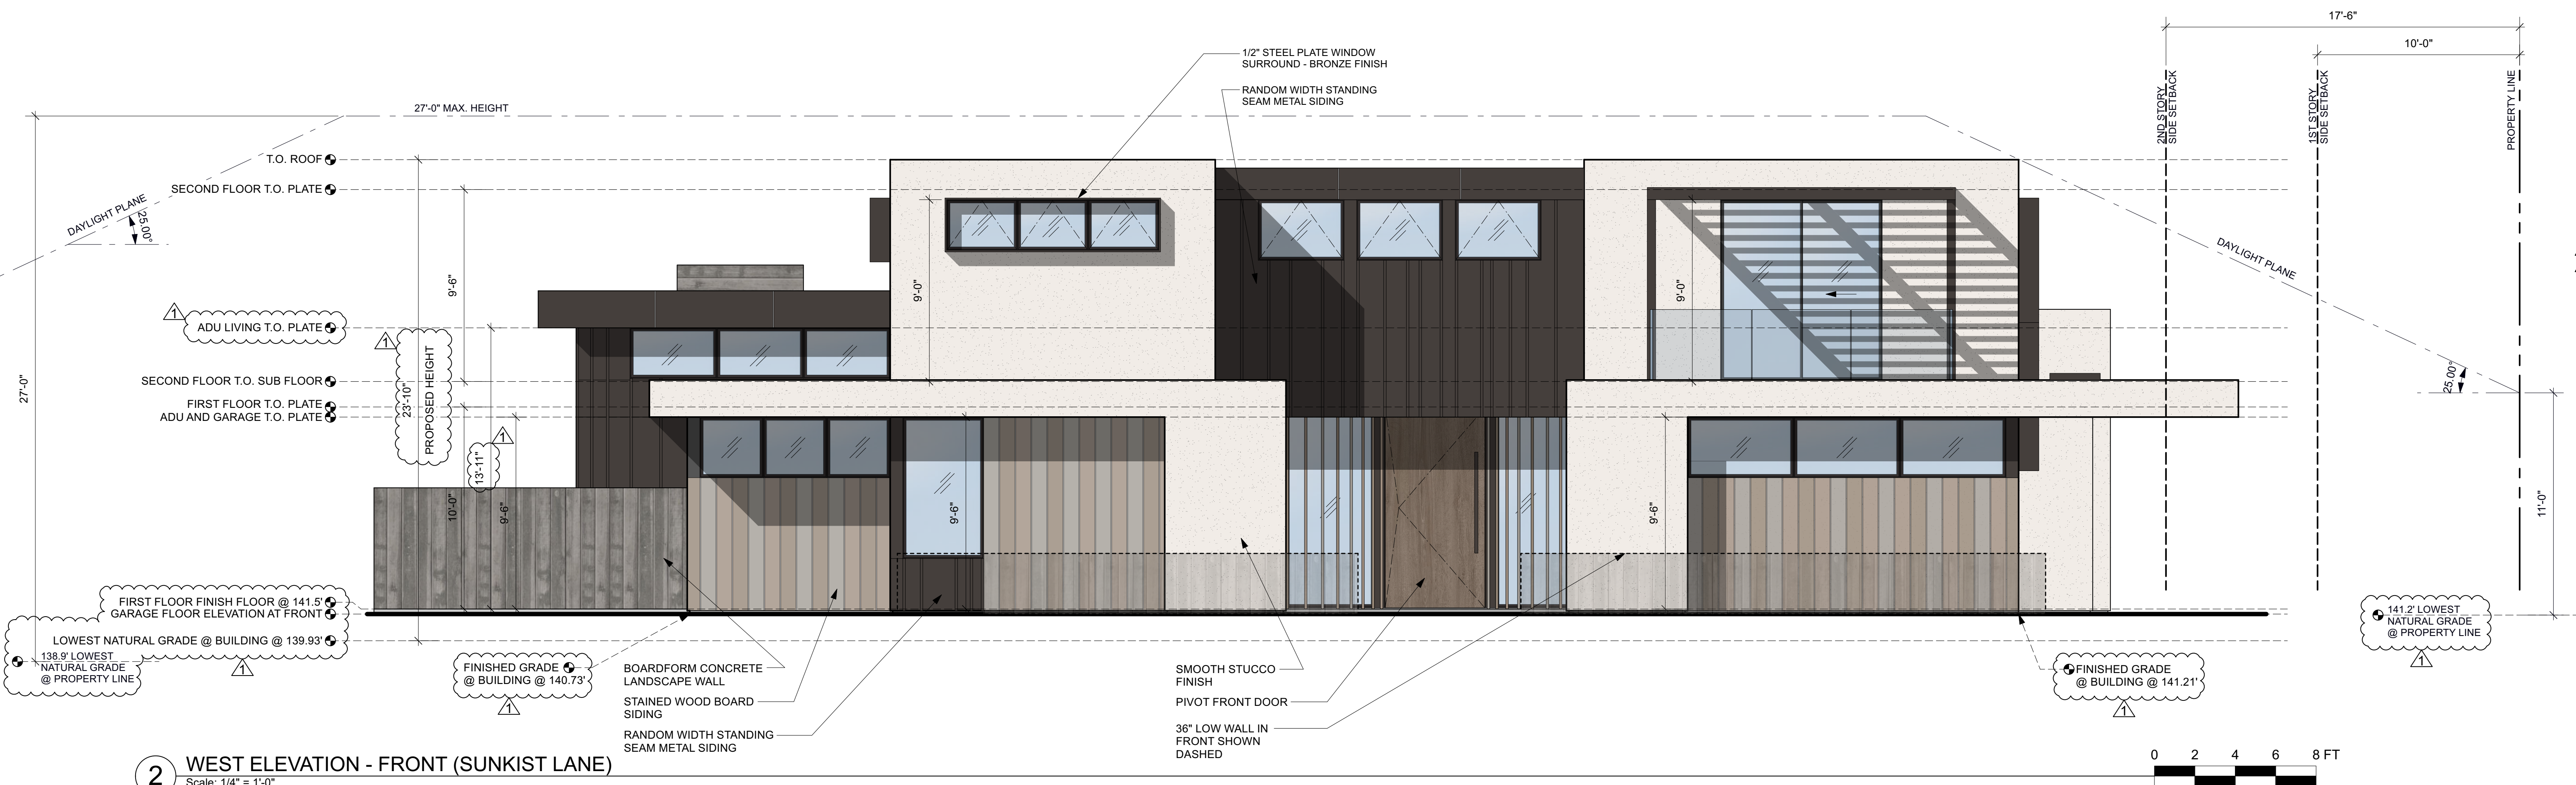 17'-6"
10'-0"
2ND STORY
SIDE SETBACK
1ST STORY
SIDE SETBACK
PROPERTY LINE
1/2" STEEL PLATE WINDOW
SURROUND - BRONZE FINISH
RANDOM WIDTH STANDING
SEAM METAL SIDING
27'-0" MAX. HEIGHT
T.O. ROOF
SECOND FLOOR T.O. PLATE
DAYLIGHT PLANE
25.00°
DAYLIGHT PLANE
25.00°
9'-6"
9'-0"
9'-0"
1
ADU LIVING T.O. PLATE
1
SECOND FLOOR T.O. SUB FLOOR
FIRST FLOOR T.O. PLATE
ADU AND GARAGE T.O. PLATE
27'-0"
23'-10"
PROPOSED HEIGHT
1
13'-11"
10'-0"
9'-6"
9'-6"
9'-6"
11'-0"
FIRST FLOOR FINISH FLOOR @ 141.5'
GARAGE FLOOR ELEVATION AT FRONT
LOWEST NATURAL GRADE @ BUILDING @ 139.93'
138.9' LOWEST
NATURAL GRADE
@ PROPERTY LINE
1
FINISHED GRADE
@ BUILDING @ 140.73'
1
BOARDFORM CONCRETE
LANDSCAPE WALL
STAINED WOOD BOARD
SIDING
RANDOM WIDTH STANDING
SEAM METAL SIDING
SMOOTH STUCCO
FINISH
PIVOT FRONT DOOR
36" LOW WALL IN
FRONT SHOWN
DASHED
FINISHED GRADE
@ BUILDING @ 141.21'
1
141.2' LOWEST
NATURAL GRADE
@ PROPERTY LINE
1
2
WEST ELEVATION - FRONT (SUNKIST LANE)
Scale: 1/4" = 1'-0"
0 2 4 6 8 FT